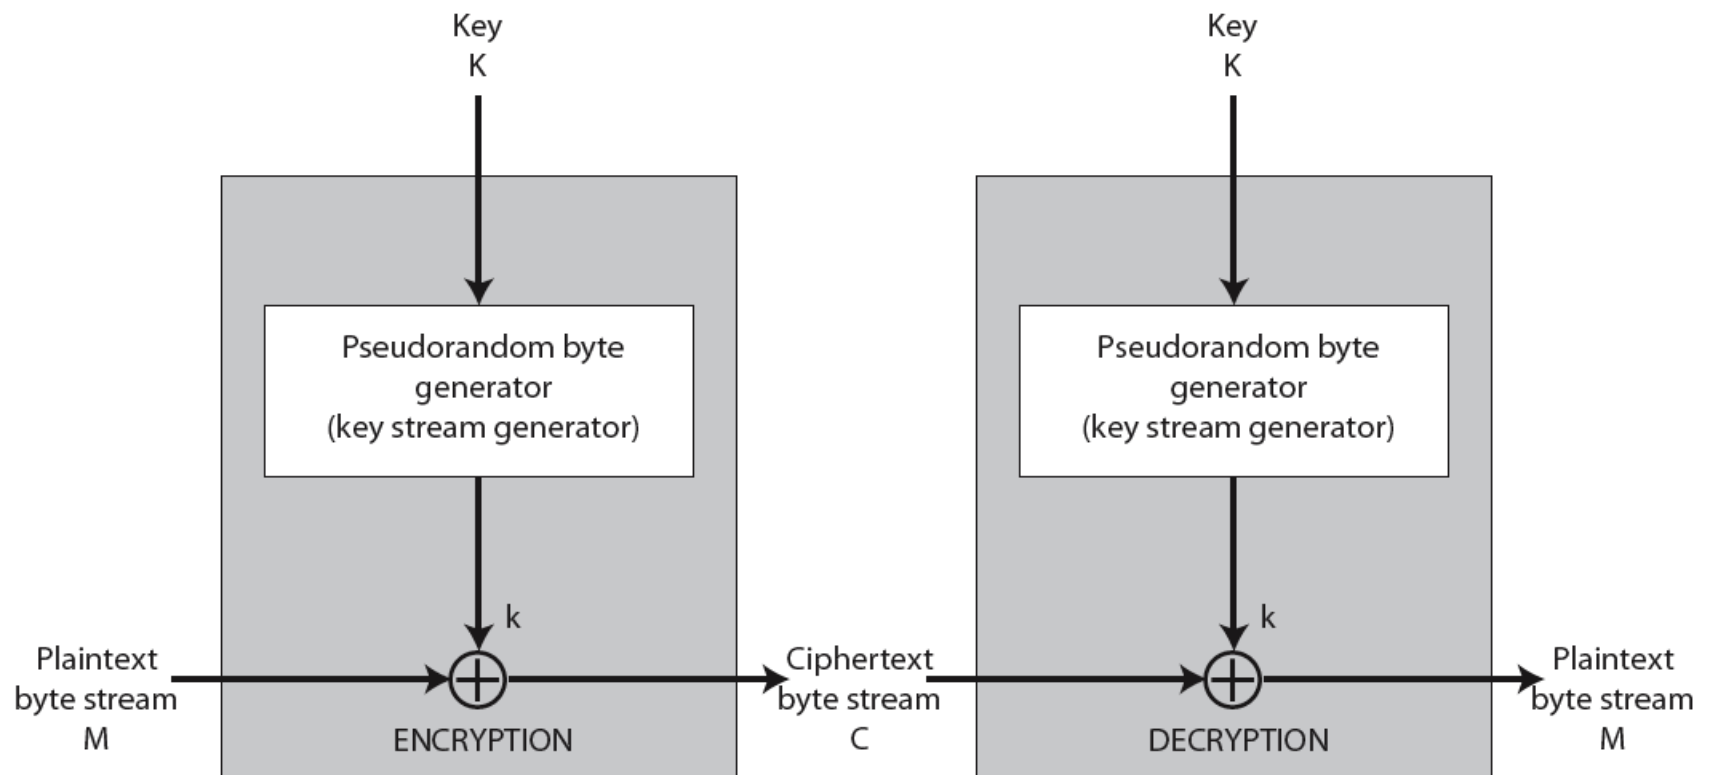 Key
K
Key
K
Pseudorandom byte
generator
(key stream generator)
Pseudorandom byte
generator
(key stream generator)
k
k
Plaintext
byte stream
M
Ciphertext
byte stream
C
Plaintext
byte stream
M
ENCRYPTION
DECRYPTION